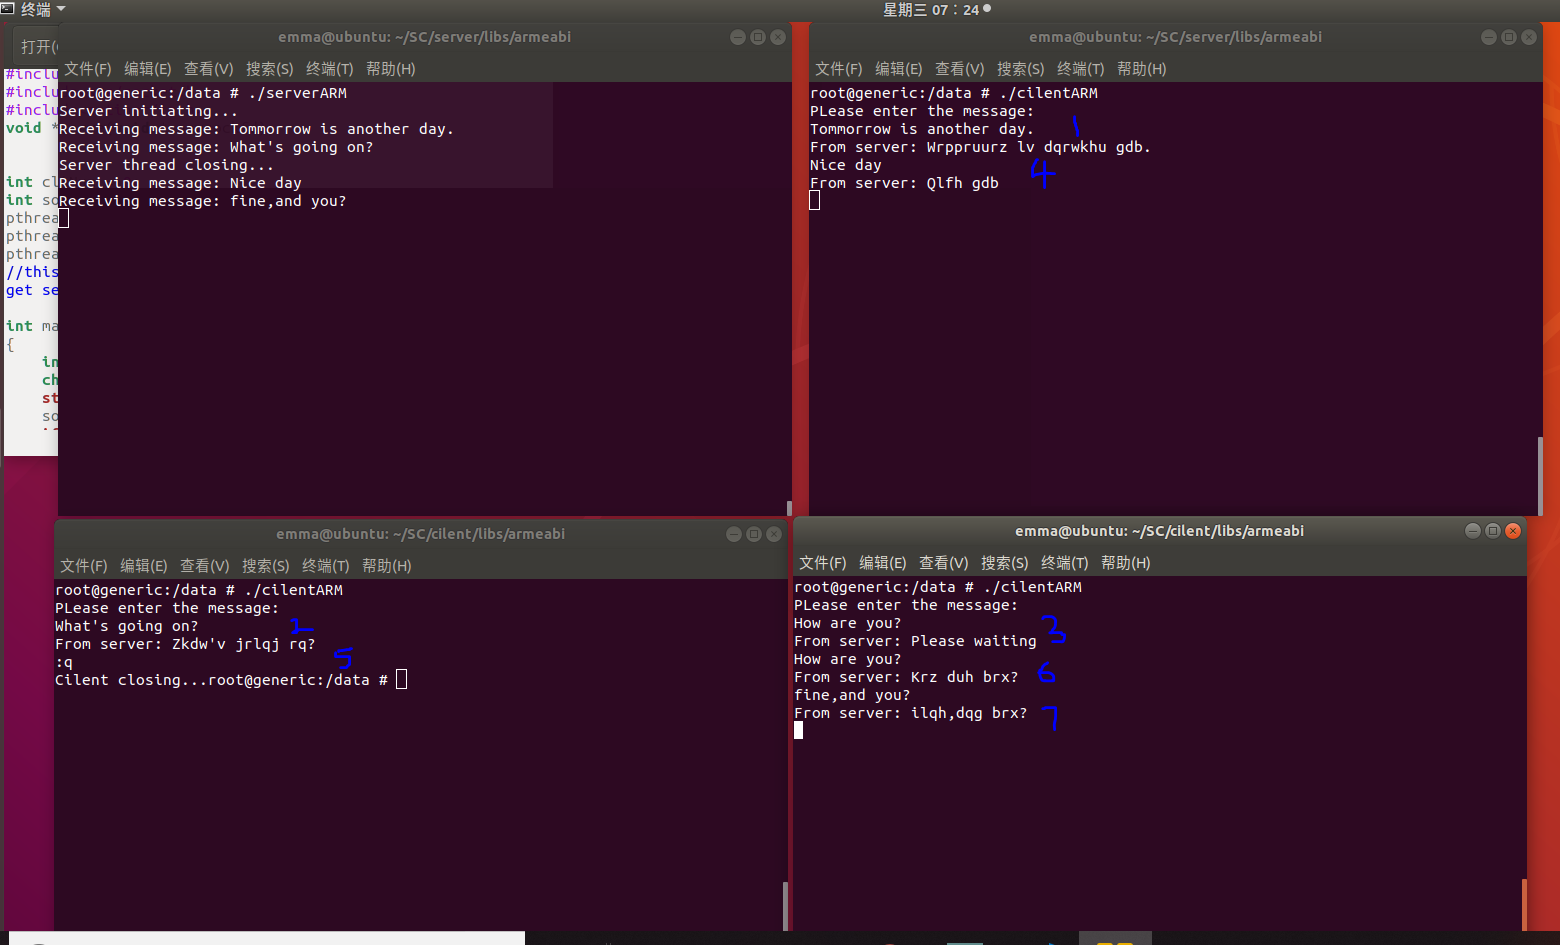 终端
星期三 07：24
打开(
#inclu
#inclu
#inclu
void *
int cl
int so
pthrea
pthrea
pthrea
//this
get se
int ma
{
in
ch
st
so
emma@ubuntu: ~/SC/server/libs/armeabi
文件(F) 编辑(E) 查看(V) 搜索(S) 终端(T) 帮助(H)
root@generic:/data # ./serverARM
Server initiating...
Receiving message: Tommorrow is another day.
Receiving message: What's going on?
Server thread closing...
Receiving message: Nice day
Receiving message: fine,and you?
emma@ubuntu: ~/SC/server/libs/armeabi
文件(F) 编辑(E) 查看(V) 搜索(S) 终端(T) 帮助(H)
root@generic:/data # ./cilentARM
PLease enter the message:
Tommorrow is another day. 1
From server: Wrppruurz lv dqrwkhu gdb.
Nice day 4
From server: Qlfh gdb
emma@ubuntu: ~/SC/cilent/libs/armeabi
文件(F) 编辑(E) 查看(V) 搜索(S) 终端(T) 帮助(H)
root@generic:/data # ./cilentARM
PLease enter the message:
What's going on? 2
From server: Zkdw'v jrlqj rq?
:q 5
Cilent closing...root@generic:/data #
emma@ubuntu: ~/SC/cilent/libs/armeabi
文件(F) 编辑(E) 查看(V) 搜索(S) 终端(T) 帮助(H)
root@generic:/data # ./cilentARM
PLease enter the message:
How are you? 3
From server: Please waiting
How are you?
From server: Krz duh brx? 6
fine,and you?
From server: ilqh,dqg brx? 7